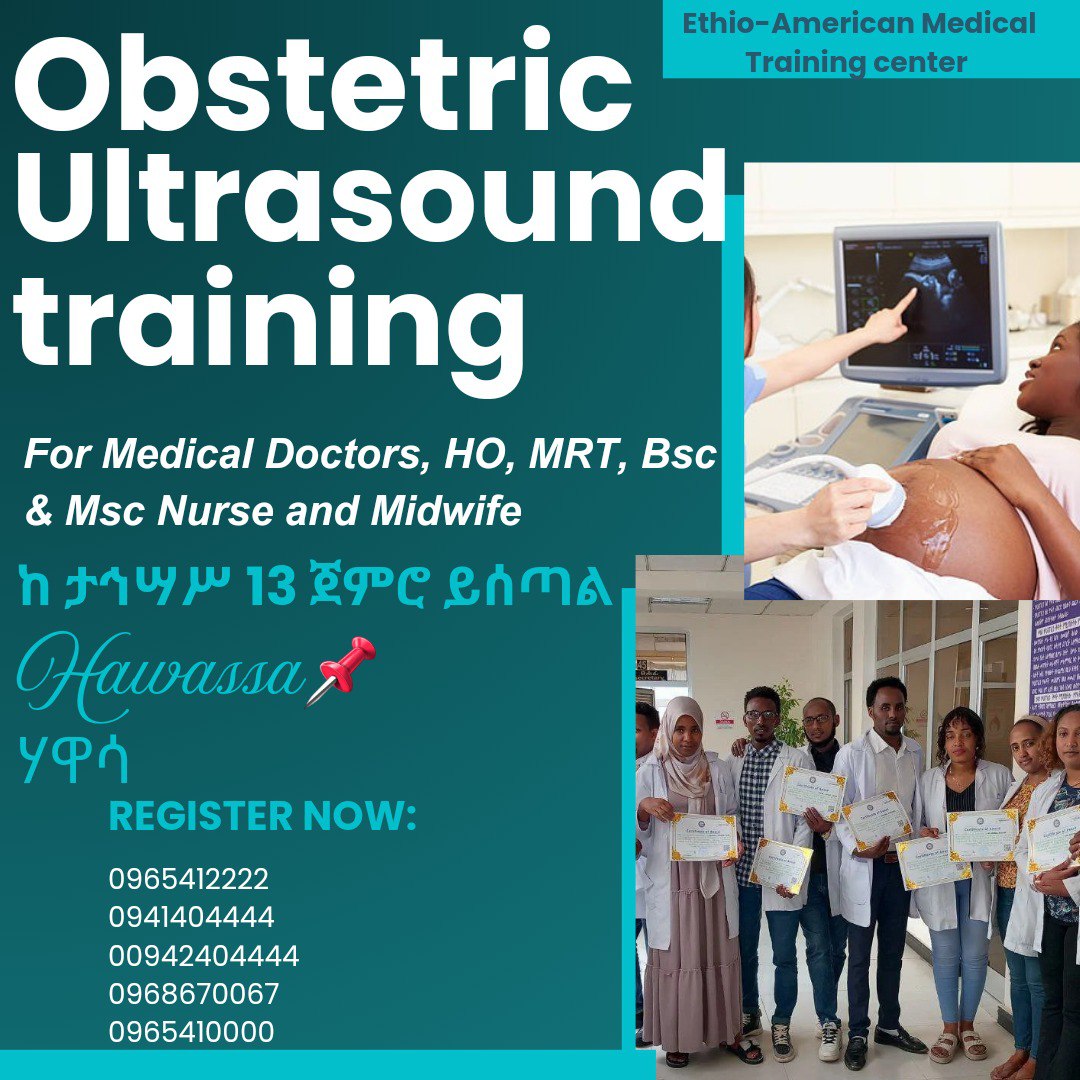 Ethio-American Medical
Training center
Obstetric
Ultrasound
training
For Medical Doctors, HO, MRT, Bsc
& Msc Nurse and Midwife
ከ ታኅሣሥ 13 ጀምሮ ይሰጣል
Hawassa
ሃዋሳ
REGISTER NOW:
0965412222
0941404444
00942404444
0968670067
0965410000
Secretary